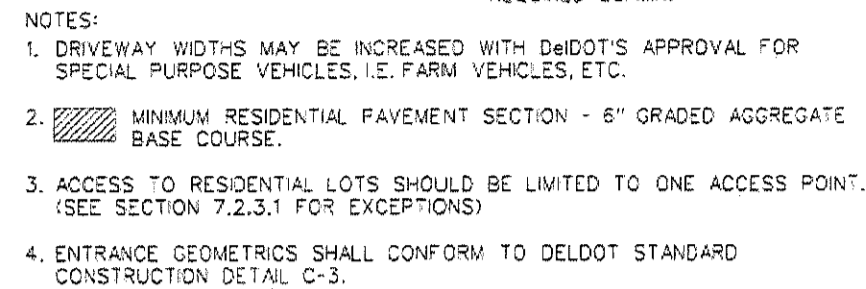 NOTES:
1. DRIVEWAY WIDTHS MAY BE INCREASED WITH DelDOT'S APPROVAL FOR
SPECIAL PURPOSE VEHICLES, I.E. FARM VEHICLES, ETC.
2. MINIMUM RESIDENTIAL PAVEMENT SECTION - 6" GRADED AGGREGATE
BASE COURSE.
3. ACCESS TO RESIDENTIAL LOTS SHOULD BE LIMITED TO ONE ACCESS POINT.
(SEE SECTION 7.2.3.1 FOR EXCEPTIONS)
4. ENTRANCE GEOMETRICS SHALL CONFORM TO DELDOT STANDARD
CONSTRUCTION DETAIL C-3.